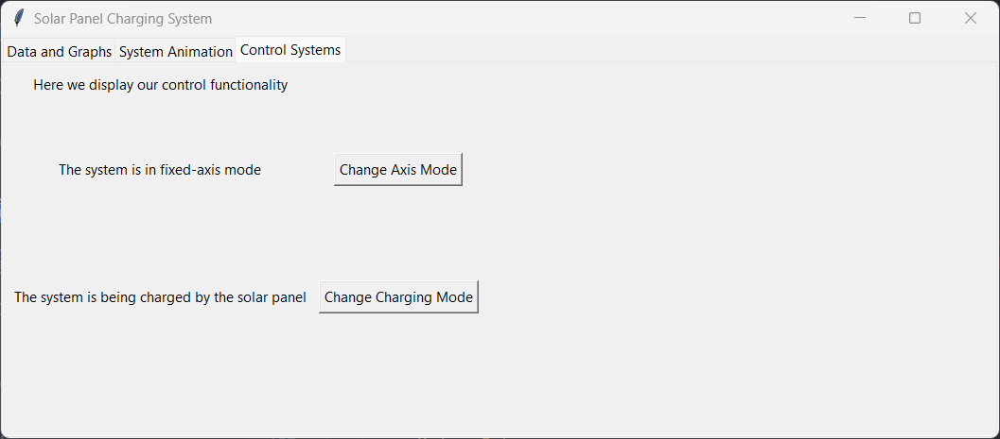 Solar Panel Charging System
Data and Graphs System Animation Control Systems
Here we display our control functionality
The system is in fixed-axis mode Change Axis Mode
The system is being charged by the solar panel Change Charging Mode